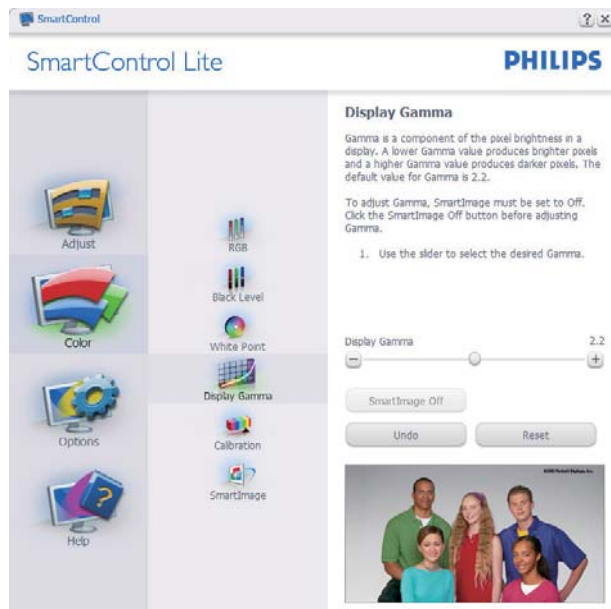 SmartControl
SmartControl Lite
PHILIPS
Adjust
Color
Options
Help
RGB
Black Level
White Point
Display Gamma
Calibration
SmartImage
Display Gamma
Gamma is a component of the pixel brightness in a
display. A lower Gamma value produces brighter pixels
and a higher Gamma value produces darker pixels. The
default value for Gamma is 2.2.
To adjust Gamma, SmartImage must be set to Off.
Click the SmartImage Off button before adjusting
Gamma.
1. Use the slider to select the desired Gamma.
Display Gamma 2.2
SmartImage Off
Undo Reset